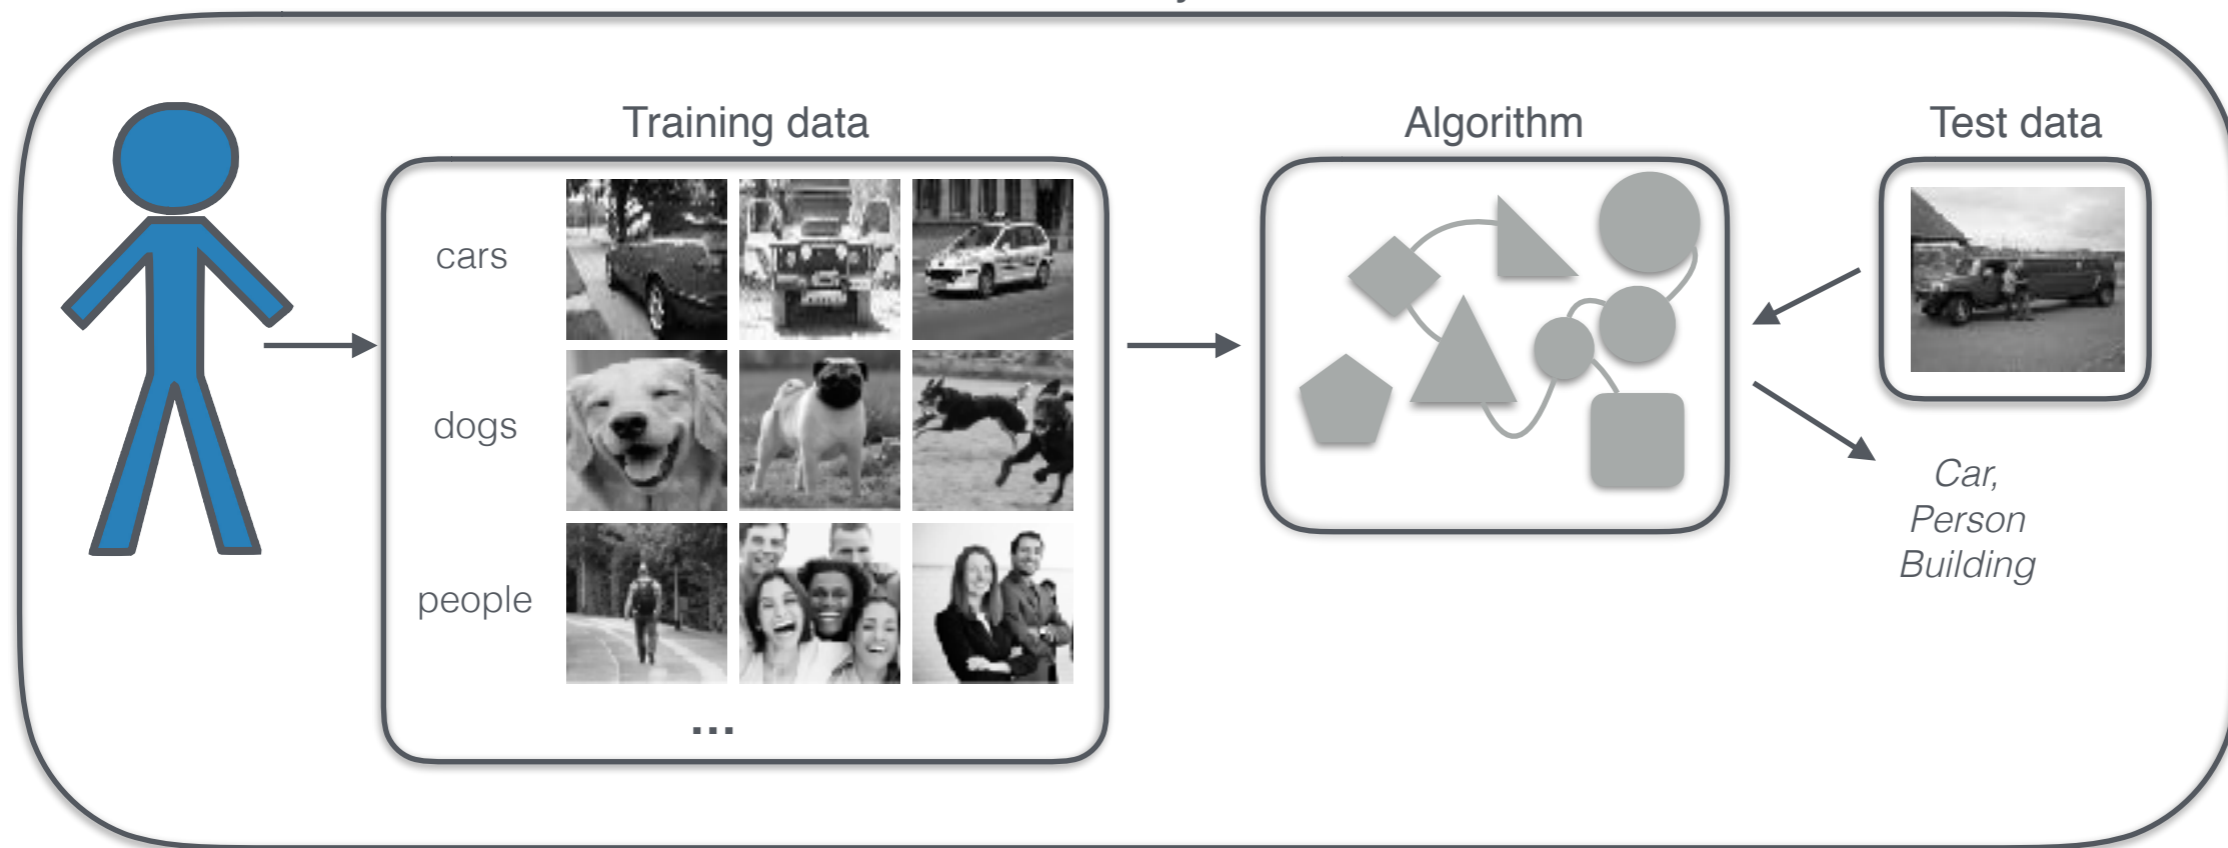 Training data
Algorithm
Test data
cars
dogs
people
...
Car,
Person
Building